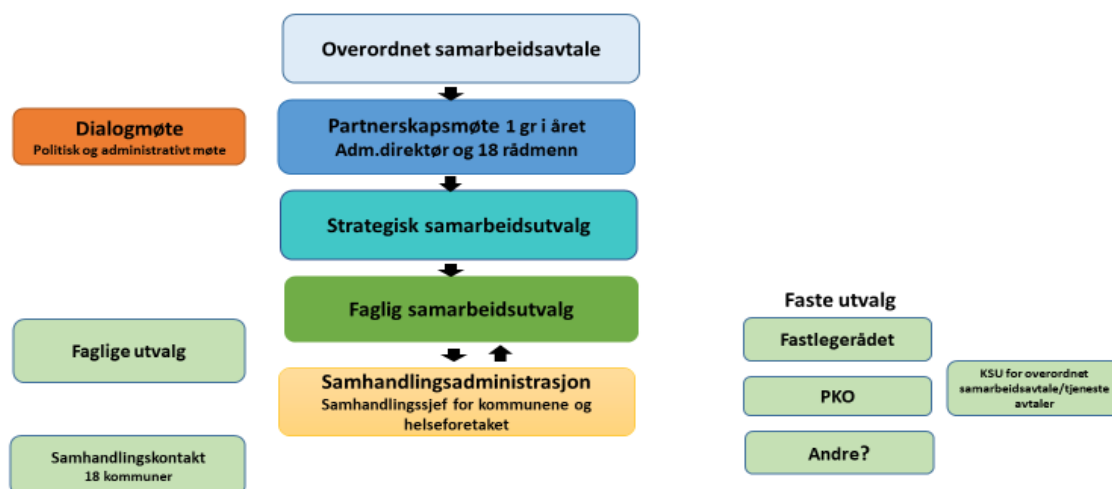 Overordnet samarbeidsavtale
Dialogmøte
Politisk og administrativt møte
Partnerskapsmøte 1 gr i året
Adm.direktør og 18 rådmenn
Strategisk samarbeidsutvalg
Faglig samarbeidsutvalg
Faglige utvalg
Samhandlingsadministrasjon
Samhandlingssjef for kommunene og
helseforetaket
Samhandlingskontakt
18 kommuner
Faste utvalg
Fastlegerådet
PKO
KSU for overordnet
samarbeidsavtale/tjeneste
avtaler
Andre?